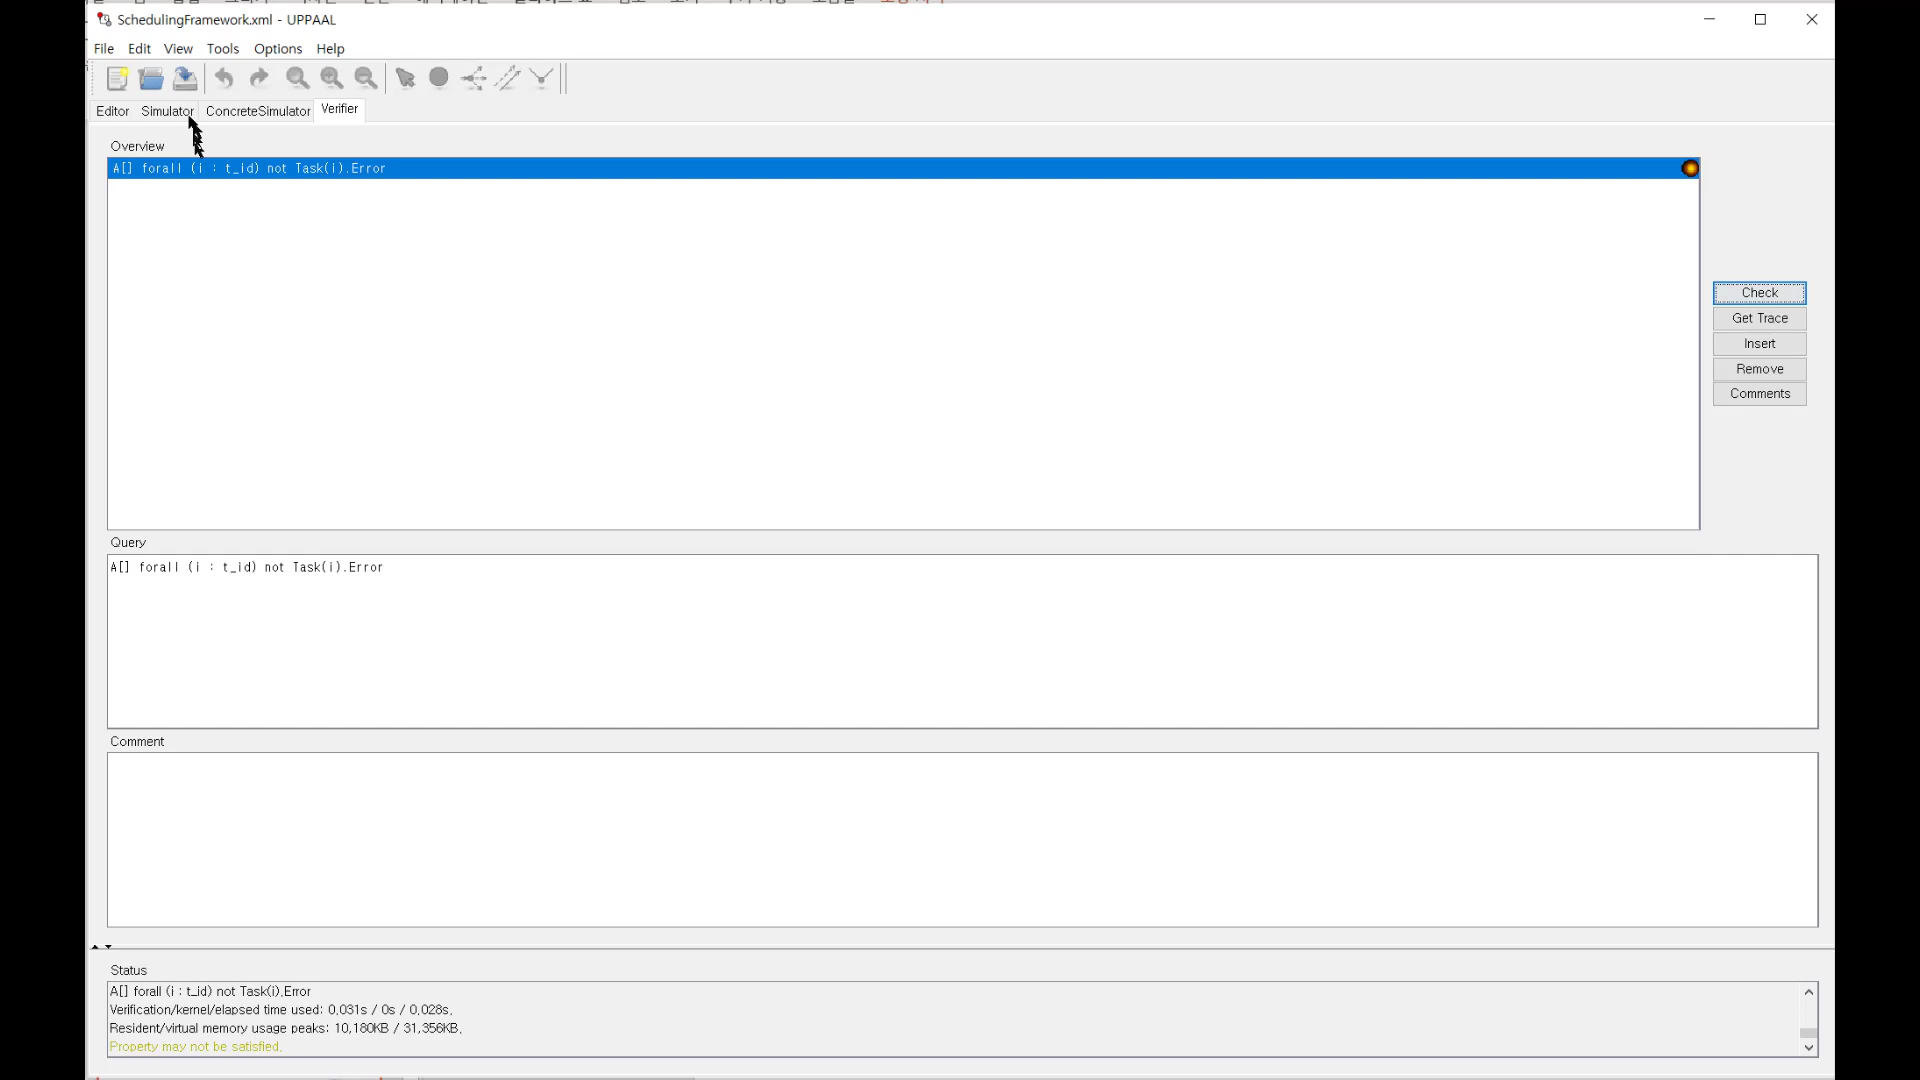 SchedulingFramework.xml - UPPAAL
File Edit View Tools Options Help
Editor Simulator ConcreteSimulator Verifier
Overview
A[] forall (i : t_id) not Task(i).Error
Check
Get Trace
Insert
Remove
Comments
Query
A[] forall (i : t_id) not Task(i).Error
Comment
Status
A[] forall (i : t_id) not Task(i).Error
Verification/kernel/elapsed time used: 0.031s / 0s / 0.028s.
Resident/virtual memory usage peaks: 10,180KB / 31,356KB.
Property may not be satisfied.